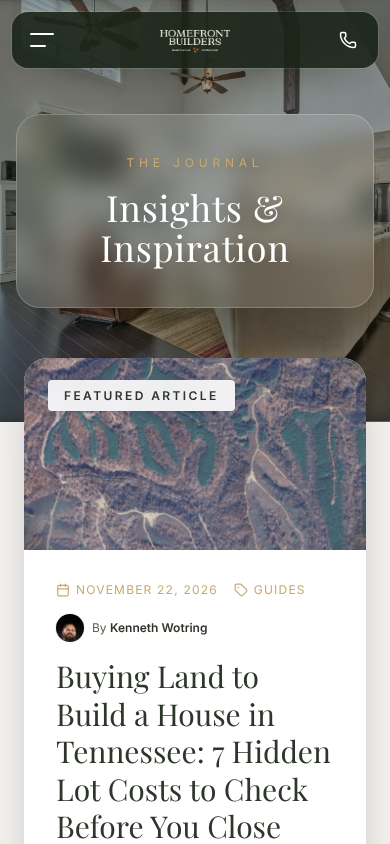 HOMEFRONT
BUILDERS
THE JOURNAL
Insights &
Inspiration
FEATURED ARTICLE
NOVEMBER 22, 2026 GUIDES
By Kenneth Wotring
Buying Land to
Build a House in
Tennessee: 7 Hidden
Lot Costs to Check
Before You Close